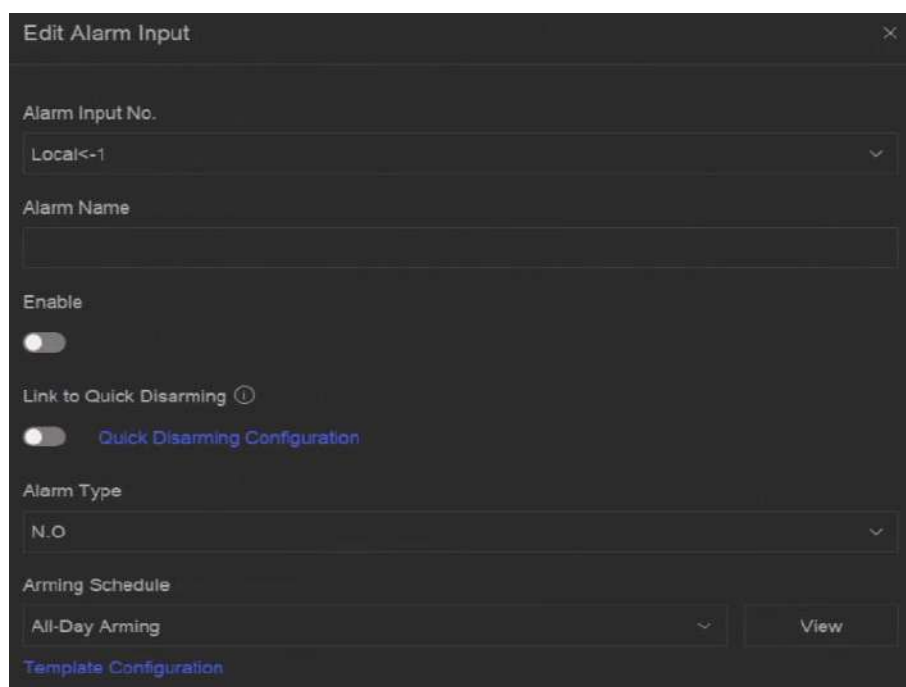 Edit Alarm Input
Alarm Input No.
Local<-1
Alarm Name
Enable
Link to Quick Disarming
Quick Disarming Configuration
Alarm Type
N.O
Arming Schedule
All-Day Arming
View
Template Configuration